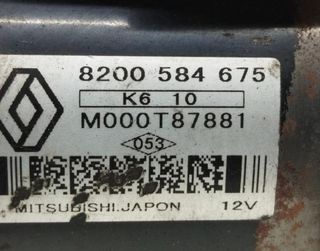 8200 584 675
K6 10
M000T87881
053
MITSUBISHI.JAPON 12V